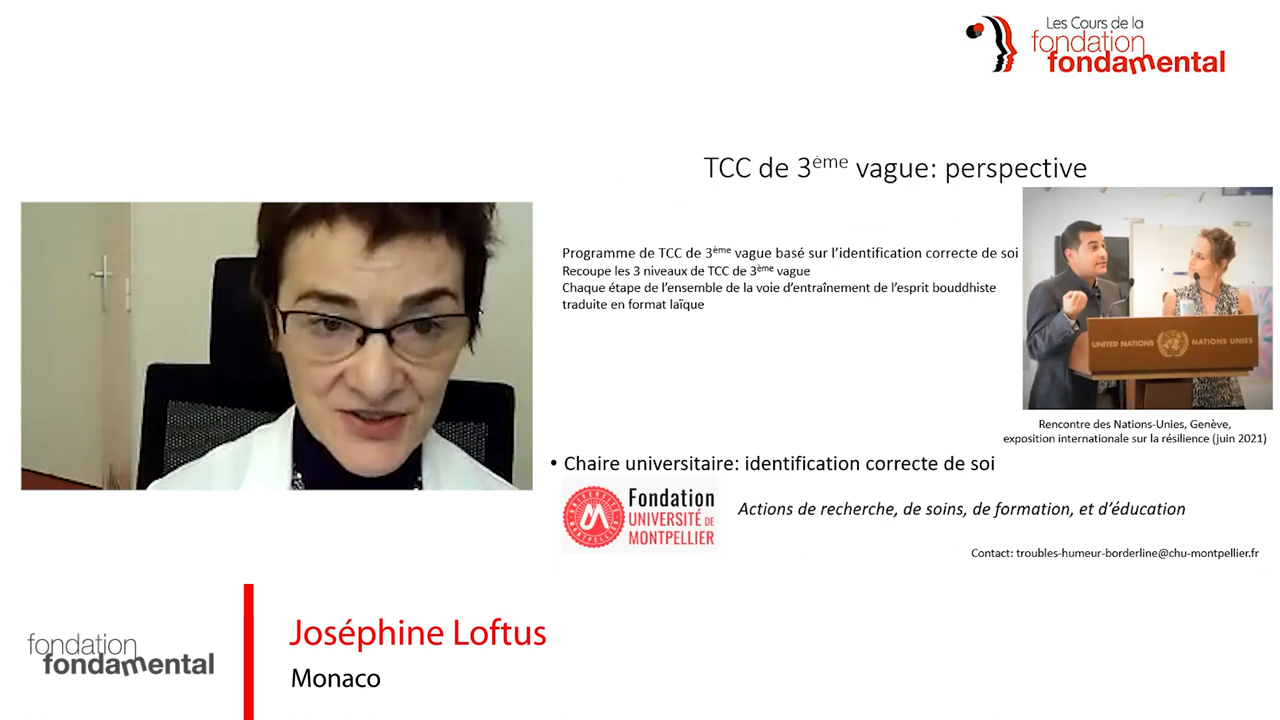 Les Cours de la
fondation
fondamental
TCC de 3ème vague: perspective
Programme de TCC de 3ème vague basé sur l'identification correcte de soi
Recoupe les 3 niveaux de TCC de 3ème vague
Chaque étape de l'ensemble de la voie d'entraînement de l'esprit bouddhiste
traduite en format laïque
UNITED NATIONS NATIONS UNIES
Rencontre des Nations-Unies, Genève,
exposition internationale sur la résilience (juin 2021)
• Chaire universitaire: identification correcte de soi
Fondation
UNIVERSITÉ DE
MONTPELLIER
Actions de recherche, de soins, de formation, et d'éducation
Contact: troubles-humeur-borderline@chu-montpellier.fr
fondation
fondamental
Joséphine Loftus
Monaco